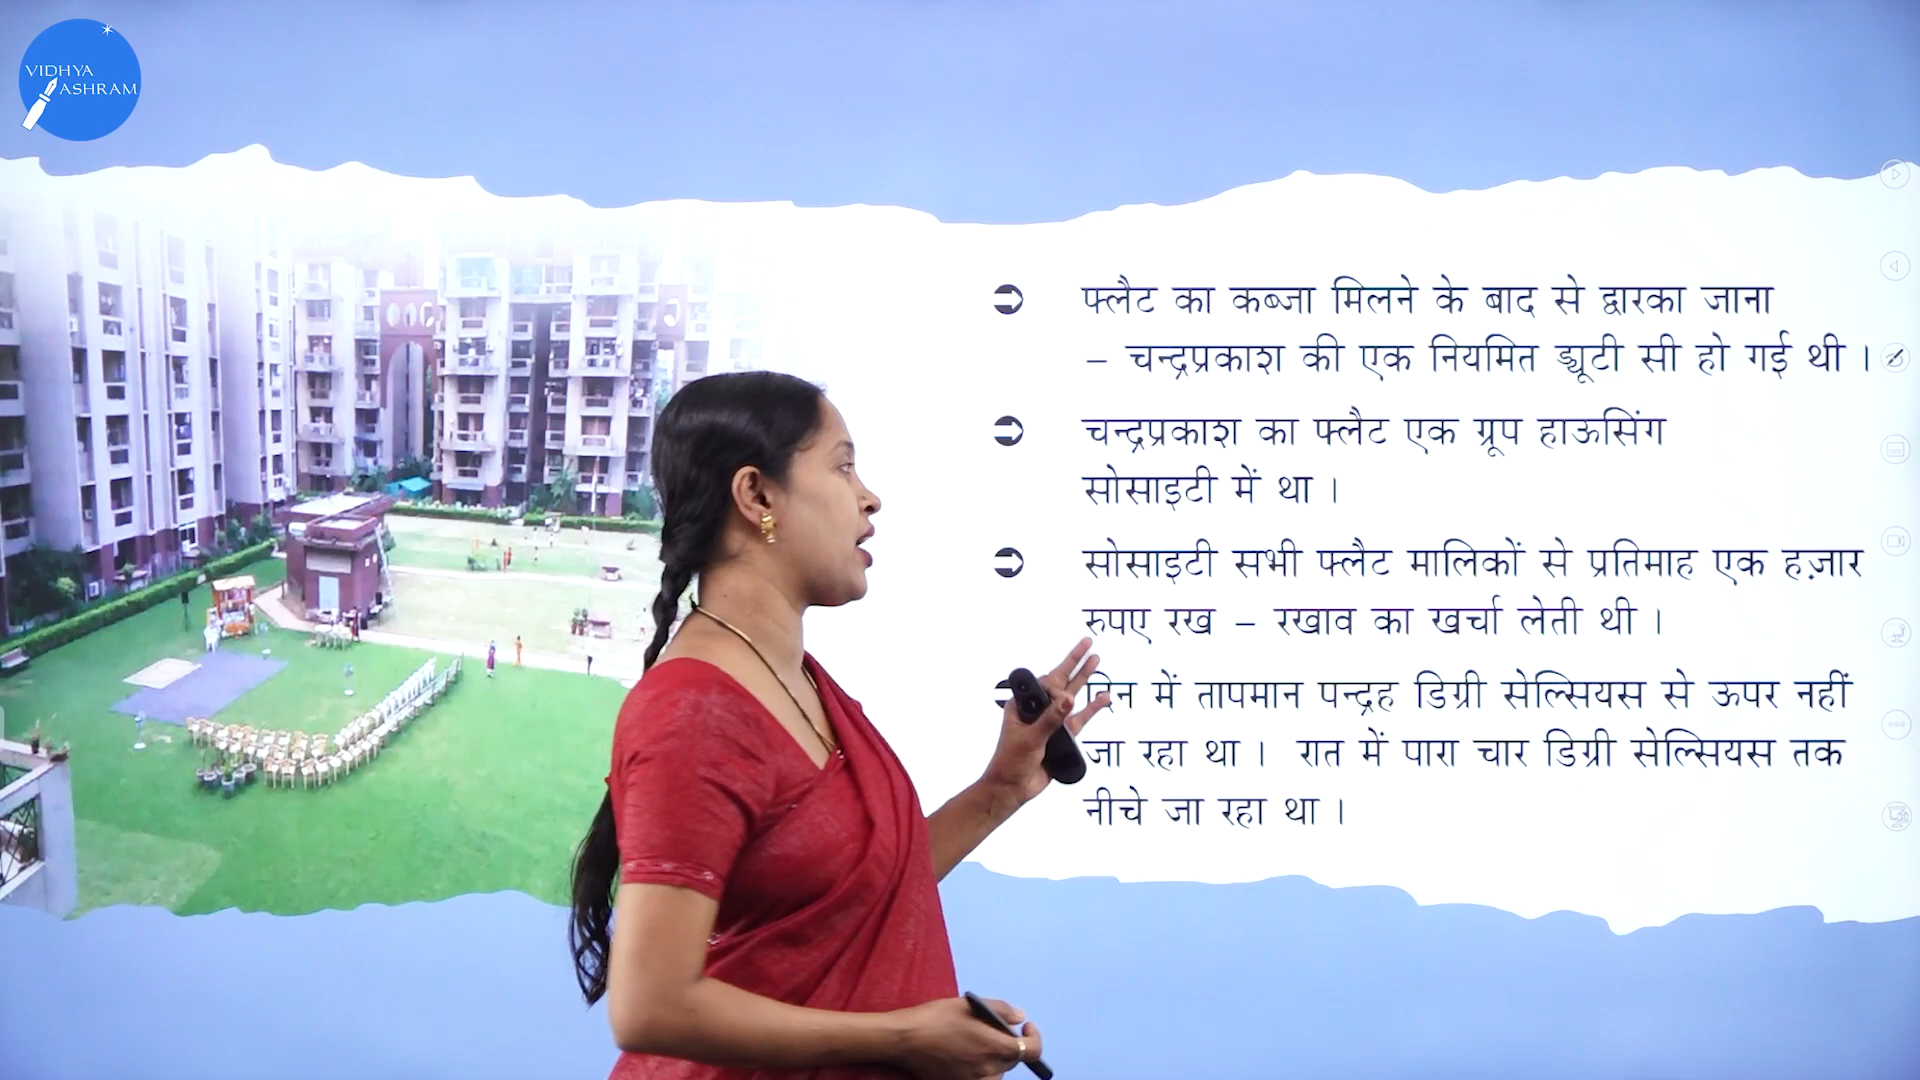 VIDHYA
ASHRAM
फ्लैट का कब्जा मिलने के बाद से द्वारका जाना
– चन्द्रप्रकाश की एक नियमित ड्यूटी सी हो गई थी ।
चन्द्रप्रकाश का फ्लैट एक ग्रूप हाऊसिंग
सोसाइटी में था ।
सोसाइटी सभी फ्लैट मालिकों से प्रतिमाह एक हज़ार
रुपए रख – रखाव का खर्चा लेती थी ।
दिन में तापमान पन्द्रह डिग्री सेल्सियस से ऊपर नहीं
जा रहा था । रात में पारा चार डिग्री सेल्सियस तक
नीचे जा रहा था ।